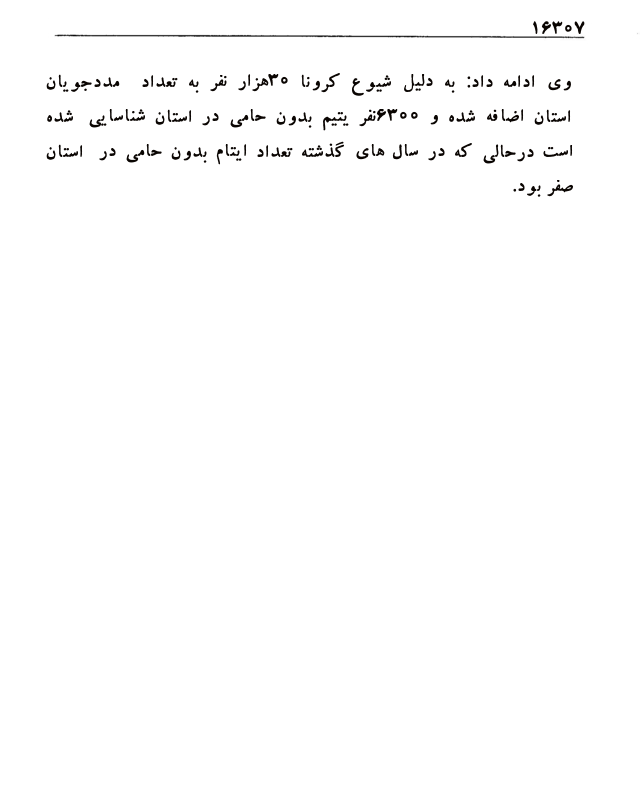 ۱۶۳۰۷
وی ادامه داد: به دلیل شیوع کرونا ۳۰هزار نفر به تعداد مددجویان
استان اضافه شده و ۶۳۰۰نفر یتیم بدون حامی در استان شناسایی شده
است درحالی که در سال های گذشته تعداد ایتام بدون حامی در استان
صفر بود.